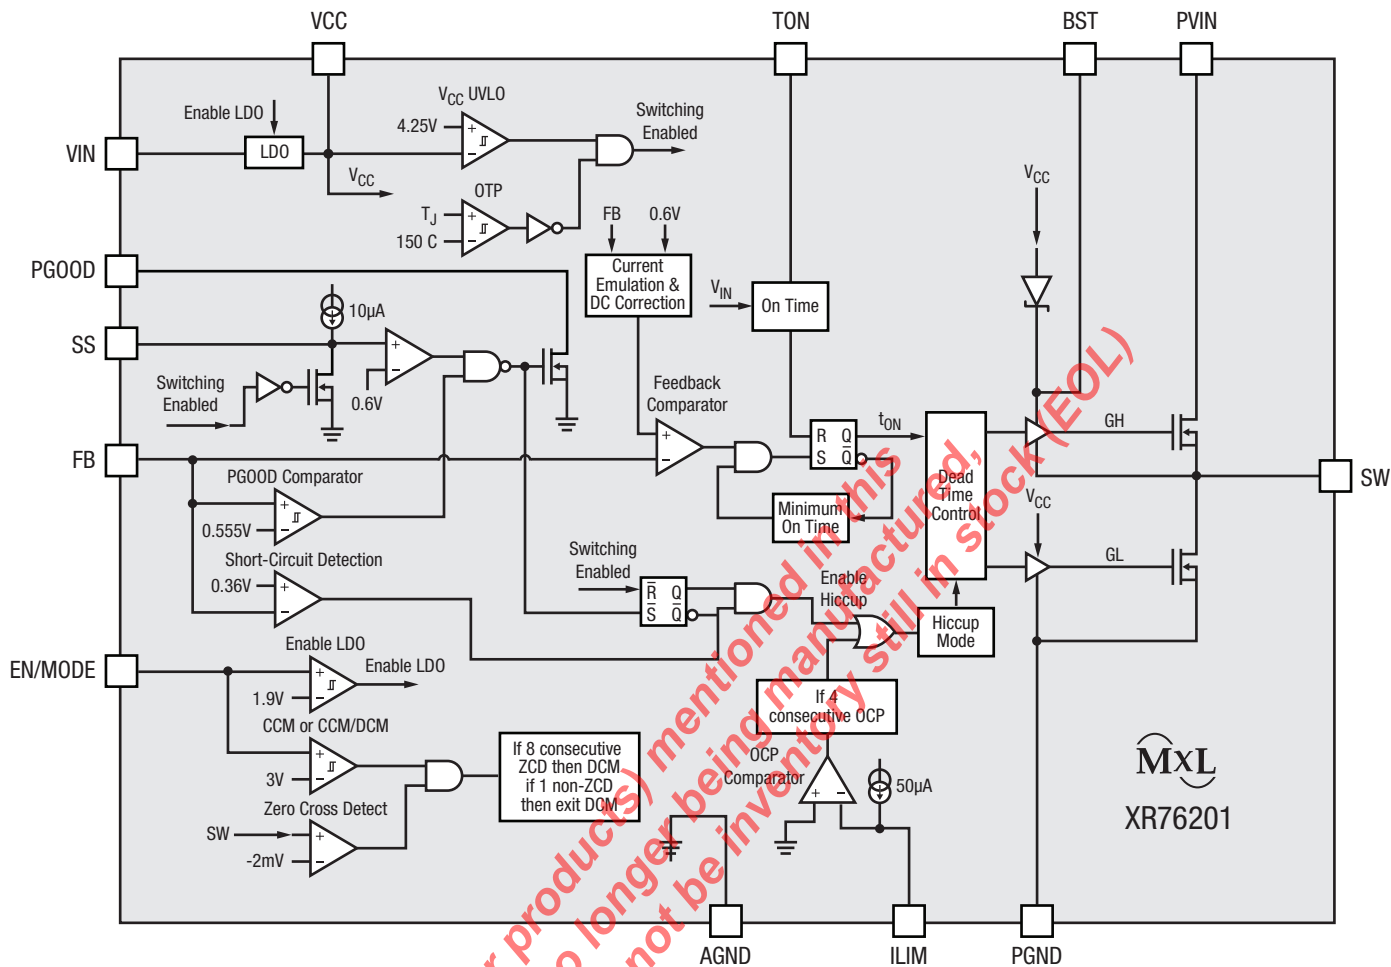 VCC
TON
BST
PVIN
Enable LDO
VCC UVLO
4.25V
Switching
Enabled
VIN
LDO
VCC
OTP
TJ
150 C
FB
0.6V
VCC
PGOOD
Current
Emulation &
DC Correction
VIN
On Time
10µA
SS
Switching
Enabled
0.6V
Feedback
Comparator
tON
R Q
S Q
GH
FB
PGOOD Comparator
0.555V
Dead
Time
Control
SW
Minimum
On Time
VCC
Short-Circuit Detection
0.36V
Switching
Enabled
R Q
S Q
Enable
Hiccup
GL
Hiccup
Mode
EN/MODE
Enable LDO
Enable LDO
1.9V
If 4
consecutive OCP
CCM or CCM/DCM
3V
If 8 consecutive
ZCD then DCM
if 1 non-ZCD
then exit DCM
OCP
Comparator
50µA
Zero Cross Detect
SW
-2mV
MXL
XR76201
AGND
ILIM
PGND
r products) mentioned in this
o longer being manufactured,
not be inventory still in stock (EOL)